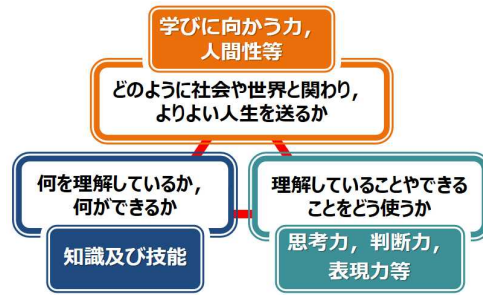 学びに向かう力，
人間性等
どのように社会や世界と関わり，
よりよい人生を送るか
何を理解しているか，
何ができるか
知識及び技能
理解していることやできる
ことをどう使うか
思考力，判断力，
表現力等